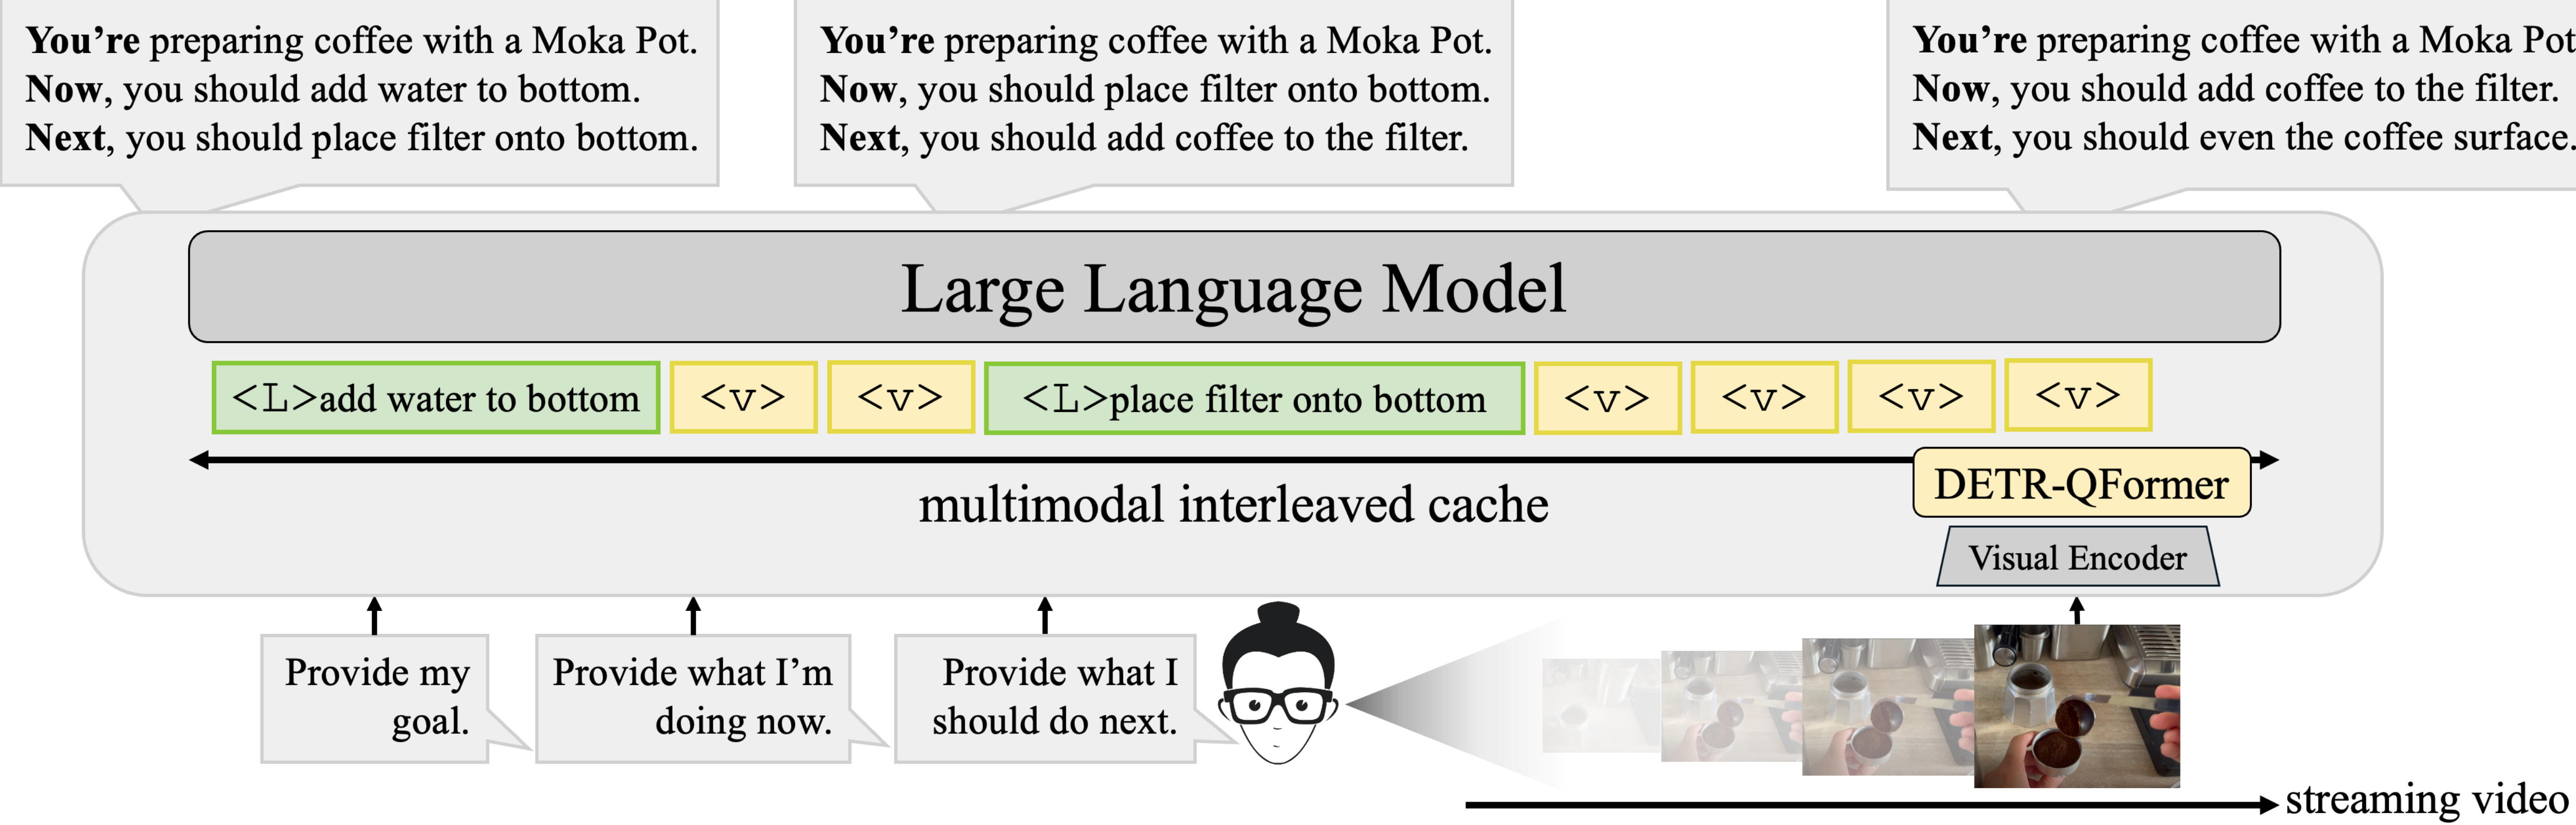 You’re preparing coffee with a Moka Pot.
Now, you should add water to bottom.
Next, you should place filter onto bottom.
You’re preparing coffee with a Moka Pot.
Now, you should place filter onto bottom.
Next, you should add coffee to the filter.
You’re preparing coffee with a Moka Pot
Now, you should add coffee to the filter.
Next, you should even the coffee surface.
Large Language Model
<L>add water to bottom
<v>
<v>
<L>place filter onto bottom
<v>
<v>
<v>
<v>
multimodal interleaved cache
DETR-QFormer
Visual Encoder
Provide my
goal.
Provide what I’m
doing now.
Provide what I
should do next.
streaming video